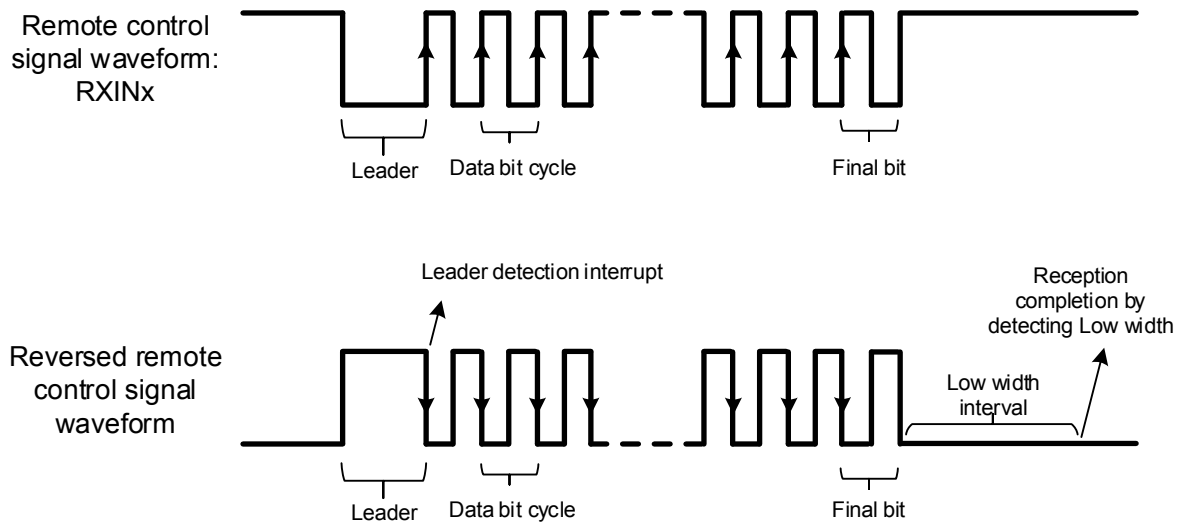 Remote control
signal waveform:
RXINx
Leader
Data bit cycle
Final bit
Leader detection interrupt
Reception
completion by
detecting Low width
Reversed remote
control signal
waveform
Low width
interval
Leader
Data bit cycle
Final bit